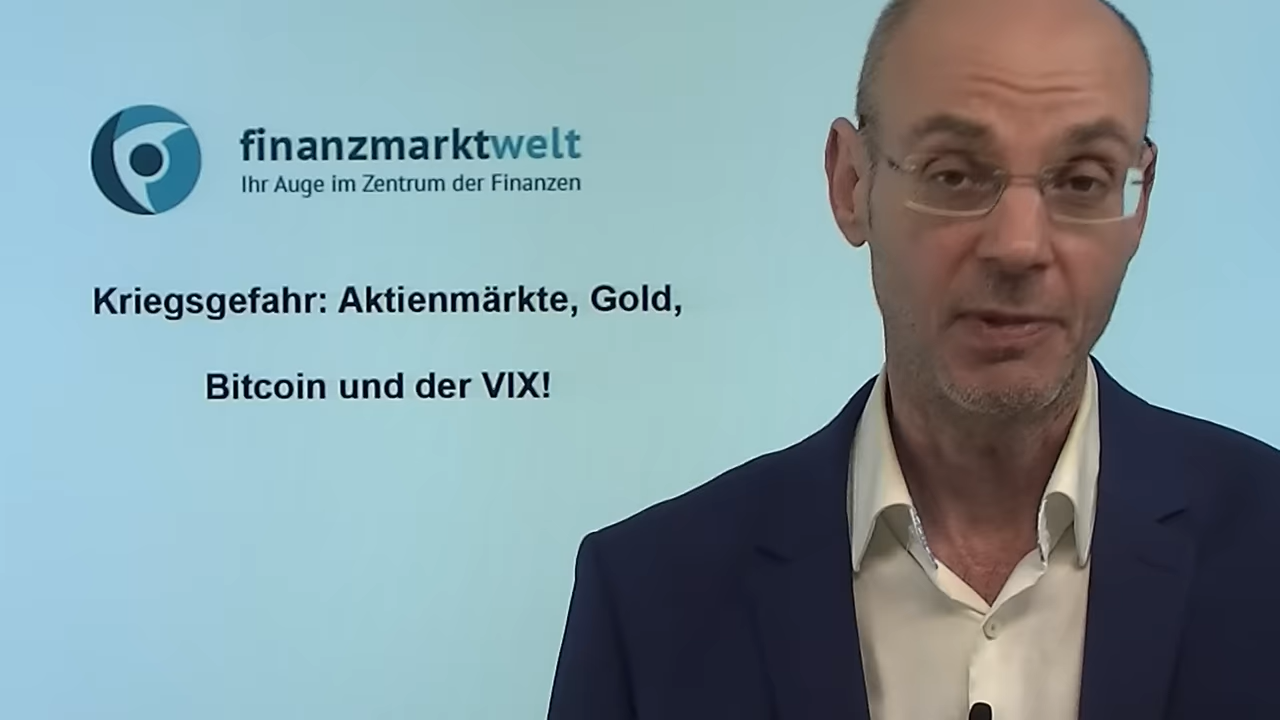 finanzmarktwelt
Ihr Auge im Zentrum der Finanzen
Kriegsgefahr: Aktienmärkte, Gold,
Bitcoin und der VIX!